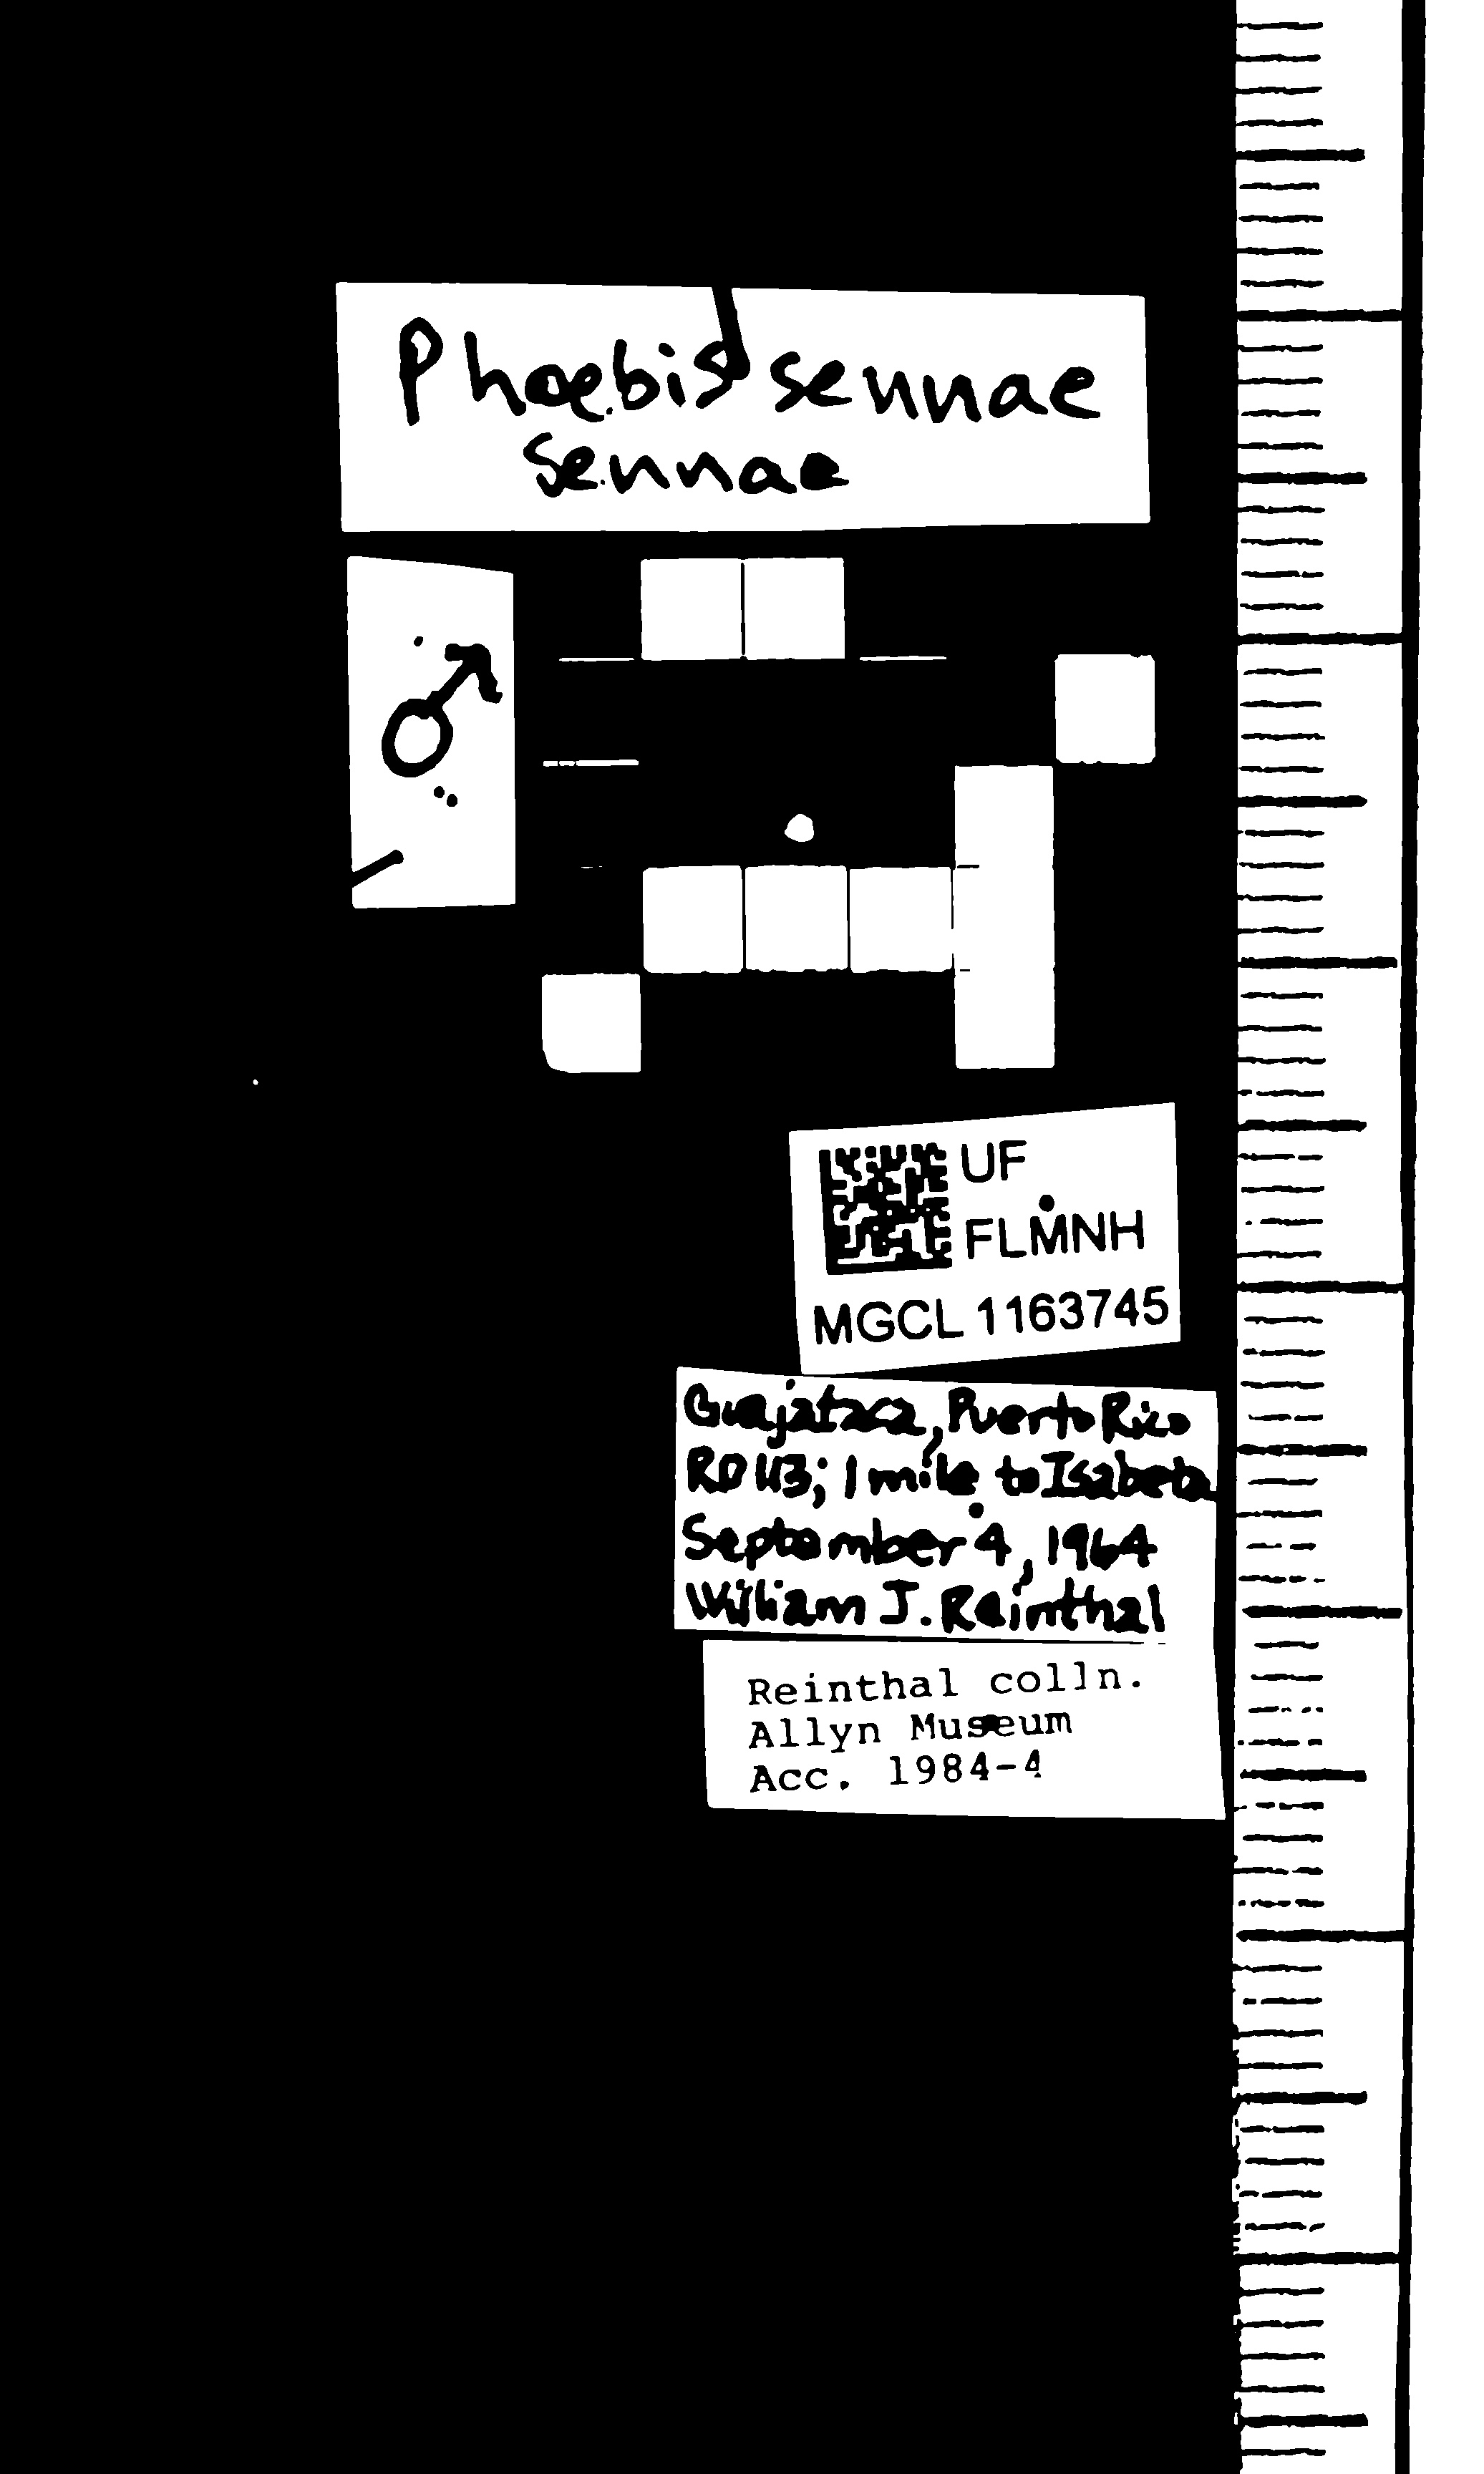 Phoebis sennae
sennae
♂
UF
FLMNH
MGCL 1163745
Guajataca, Puerto Rico
RD 113; 1 mile to Isabela
September 4, 1964
William J. Reinthal
Reinthal colln.
Allyn Museum
Acc. 1984-4